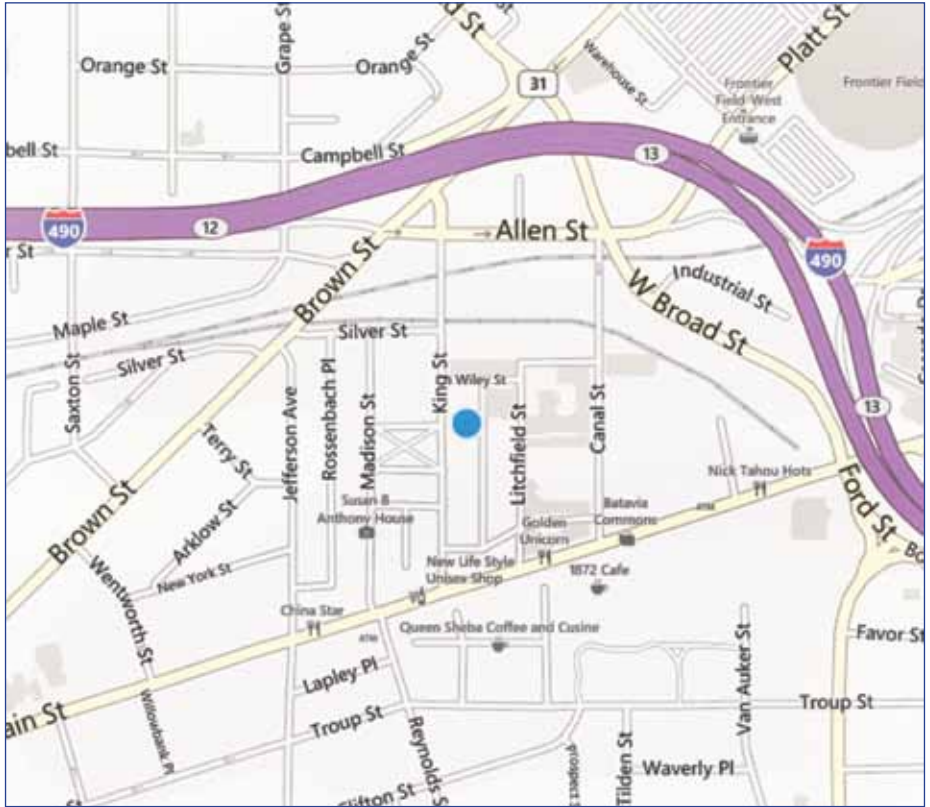 d St
Grape St
Orange St
Orange St
Platt St
31
Warehouse St
Frontier
Field-West
Entrance
Frontier Field
bell St
Campbell St
13
12
490
Allen St
490
r St
Brown St
Industrial St
W Broad St
Maple St
Silver St
Silver St
Saxton St
King St
Wiley St
13
Jefferson Ave
Rossenbach Pl
Madison St
Litchfield St
Canal St
Terry St
Nick Tahou Hots
Ford St
Brown St
Arklow St
Susan B
Anthony House
Batavia
Commons
ATM
Golden
Unicorn
Bo
New York St
New Life Style
Unisex Shop
1872 Cafe
Wentworth St
China Star
ATM
Queen Sheba Coffee and Cusine
Favor St
Van Auker St
Lapley Pl
Willowbank Pl
ain St
Troup St
Troup St
Reynolds S
Prospect S
Tilden St
Waverly Pl
St
Clifton St